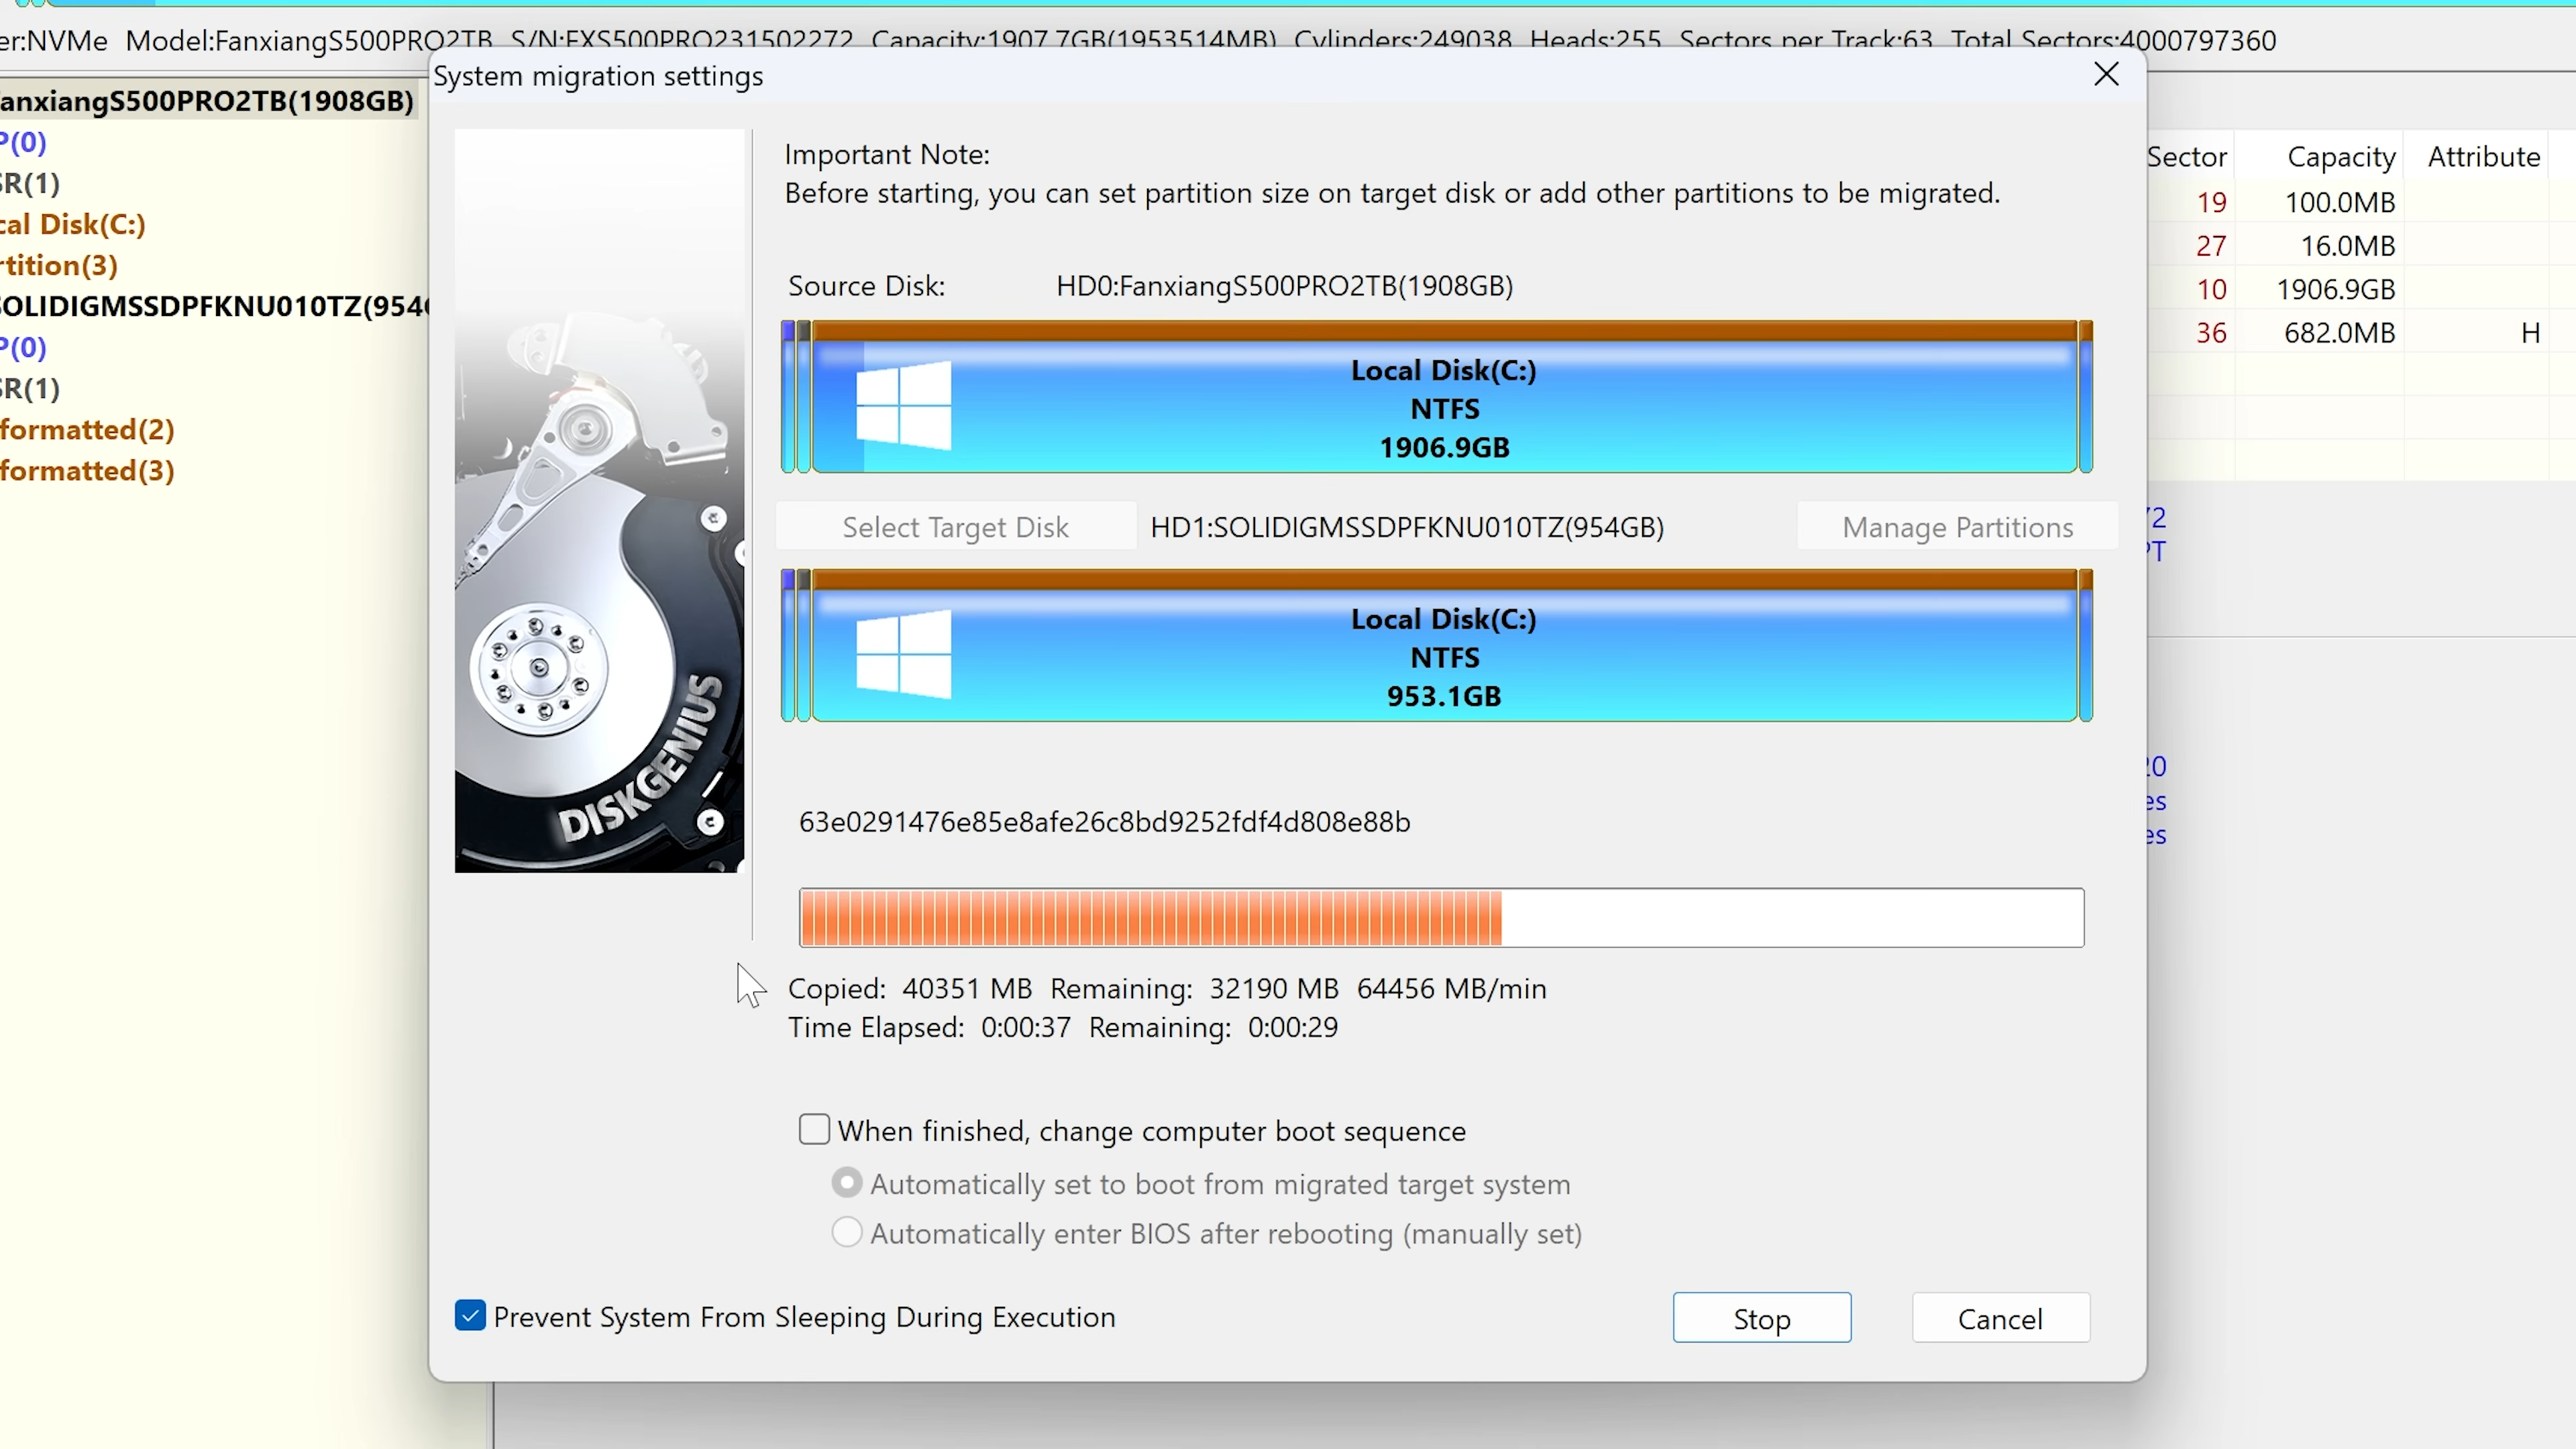 er:NVMe Model:FanxiangS500PRO2TB S/N:FXS500PRO231502272 Capacity:1907.7GB(1953514MB) Cylinders:249038 Heads:255 Sectors per Track:63 Total Sectors:4000797360
anxiangS500PRO2TB(1908GB)
P(0)
SR(1)
cal Disk(C:)
rtition(3)
SOLIDIGMSSDPFKNU010TZ(954G
P(0)
SR(1)
formatted(2)
formatted(3)
System migration settings
Important Note:
Before starting, you can set partition size on target disk or add other partitions to be migrated.
Source Disk: HD0:FanxiangS500PRO2TB(1908GB)
Local Disk(C:)
NTFS
1906.9GB
Select Target Disk HD1:SOLIDIGMSSDPFKNU010TZ(954GB) Manage Partitions
Local Disk(C:)
NTFS
953.1GB
DISKGENIUS
63e0291476e85e8afe26c8bd9252fdf4d808e88b
Copied: 40351 MB Remaining: 32190 MB 64456 MB/min
Time Elapsed: 0:00:37 Remaining: 0:00:29
When finished, change computer boot sequence
Automatically set to boot from migrated target system
Automatically enter BIOS after rebooting (manually set)
Prevent System From Sleeping During Execution
Stop Cancel
Sector Capacity Attribute
19 100.0MB
27 16.0MB
10 1906.9GB
36 682.0MB H
72
PT
20
es
es